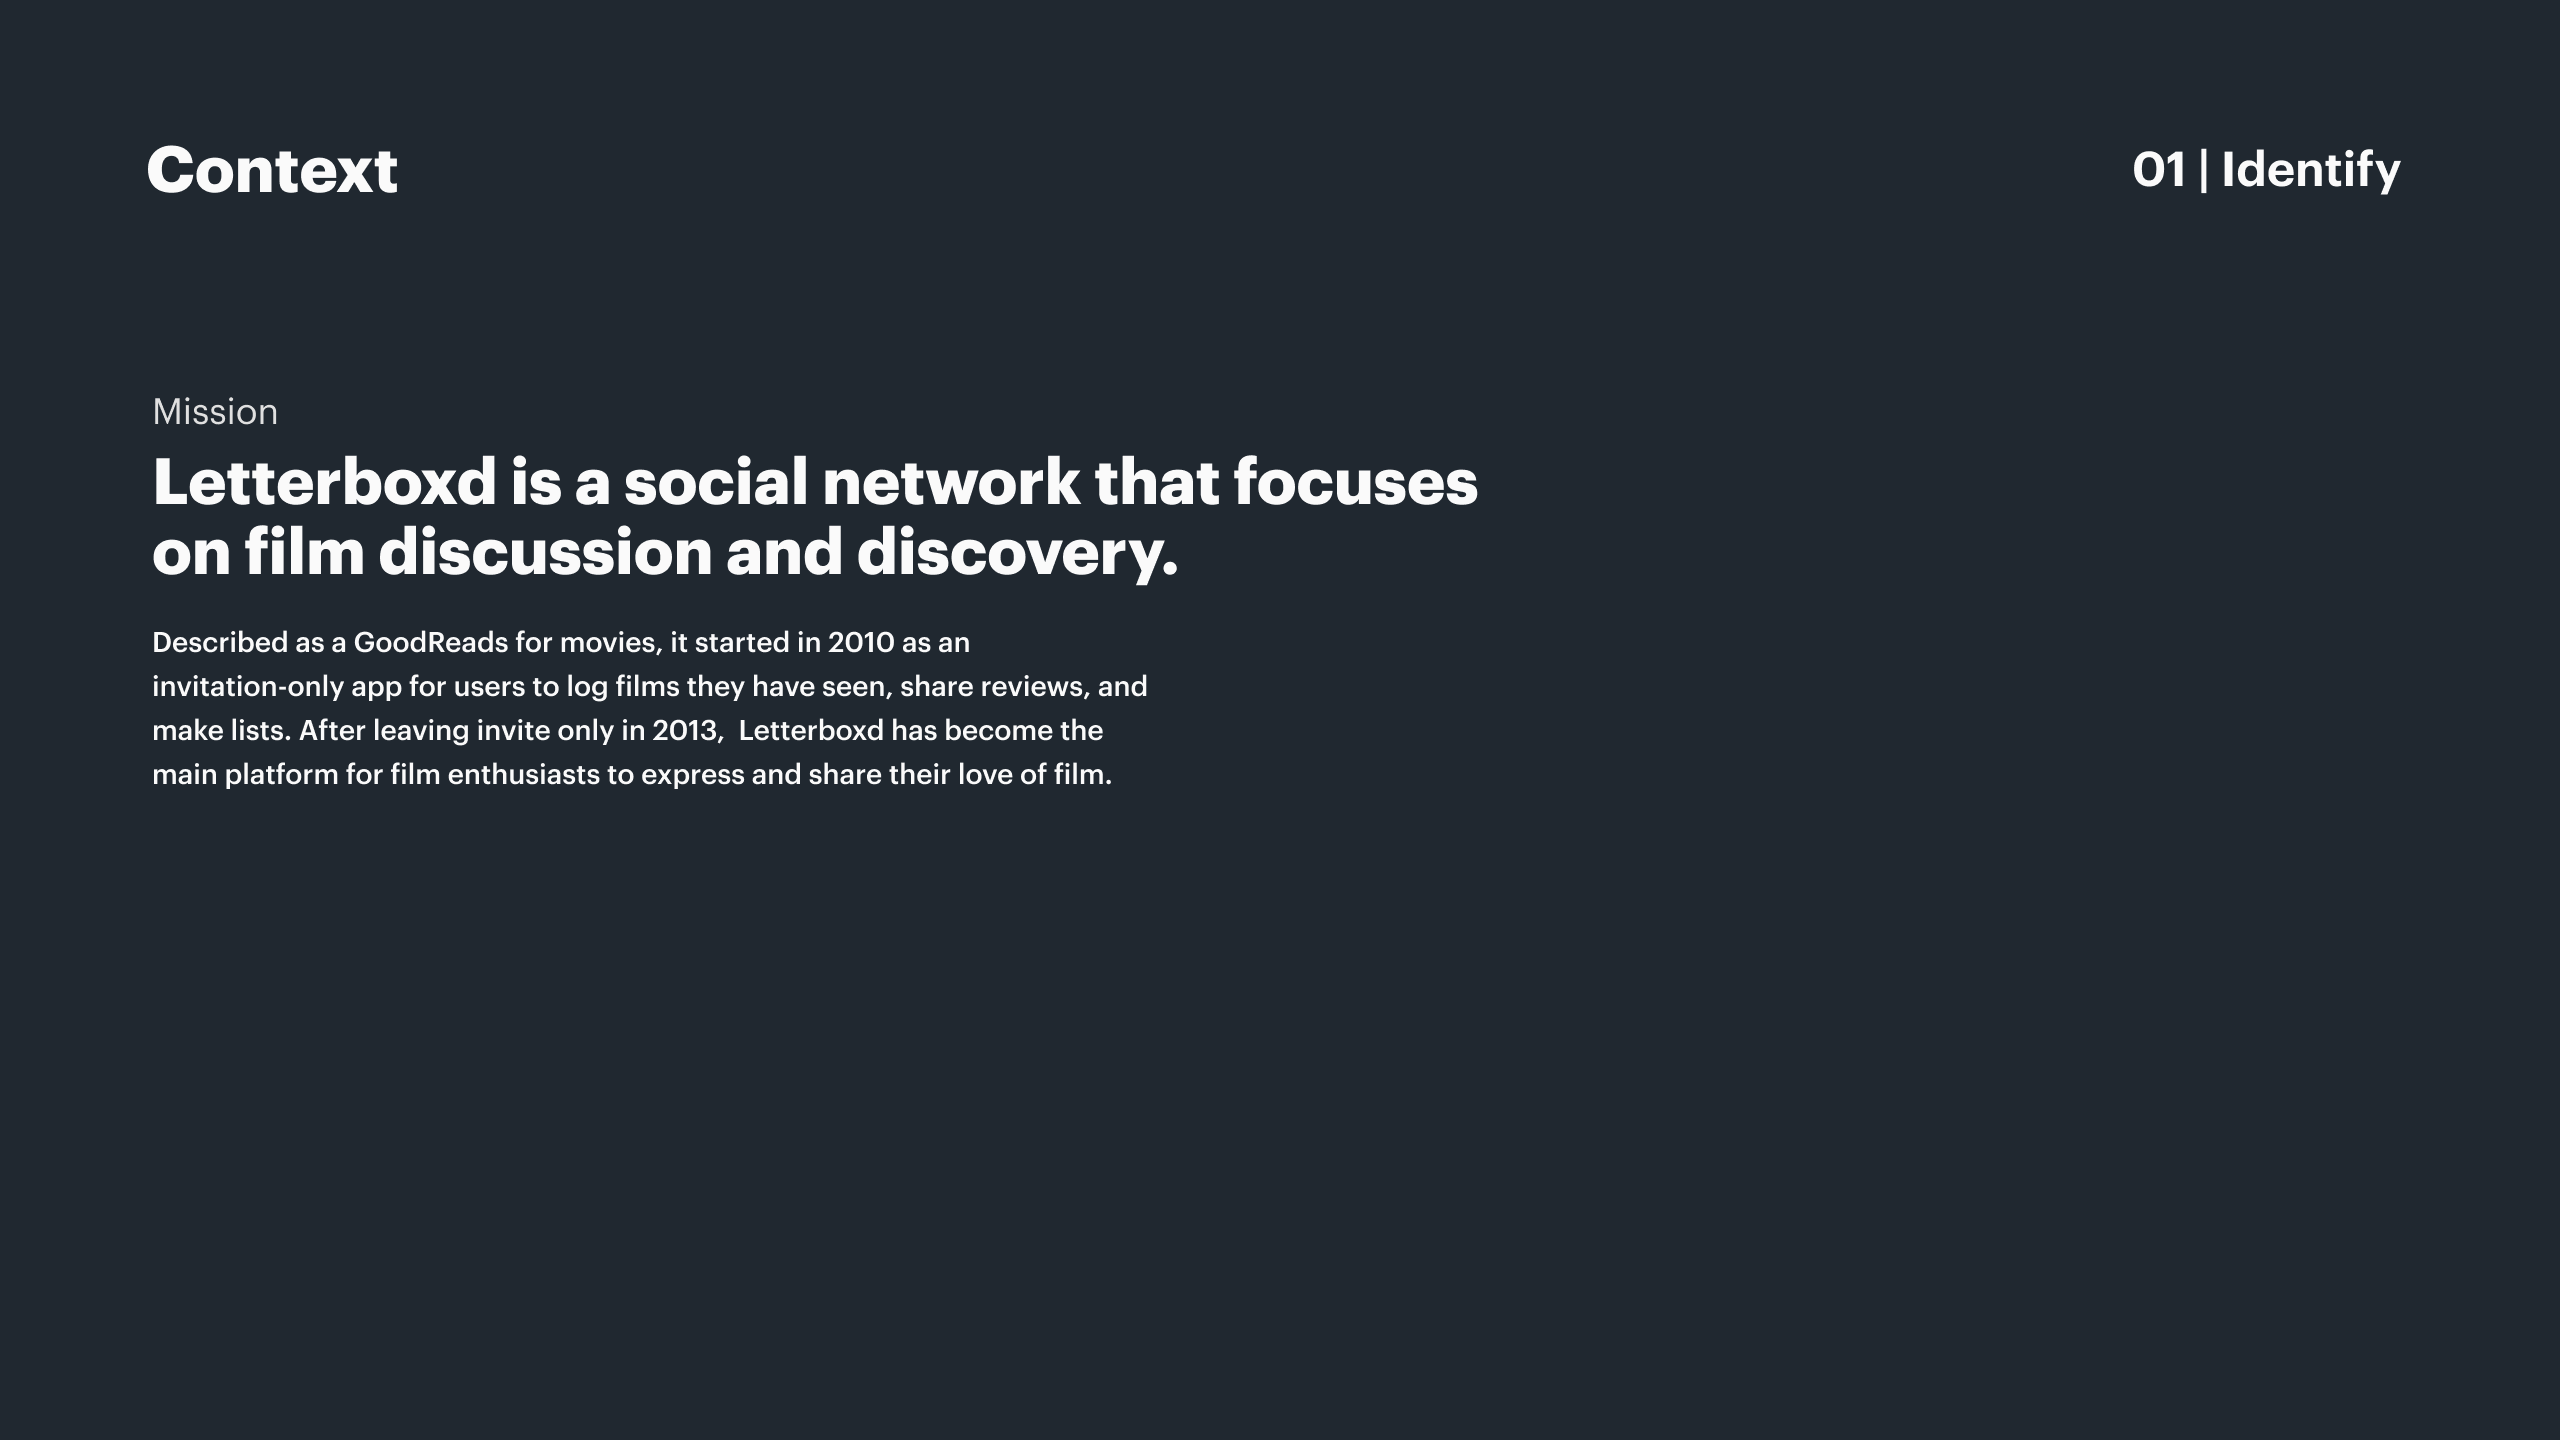 Context
01 | Identify
Mission
Letterboxd is a social network that focuses
on film discussion and discovery.
Described as a GoodReads for movies, it started in 2010 as an
invitation-only app for users to log films they have seen, share reviews, and
make lists. After leaving invite only in 2013,  Letterboxd has become the
main platform for film enthusiasts to express and share their love of film.